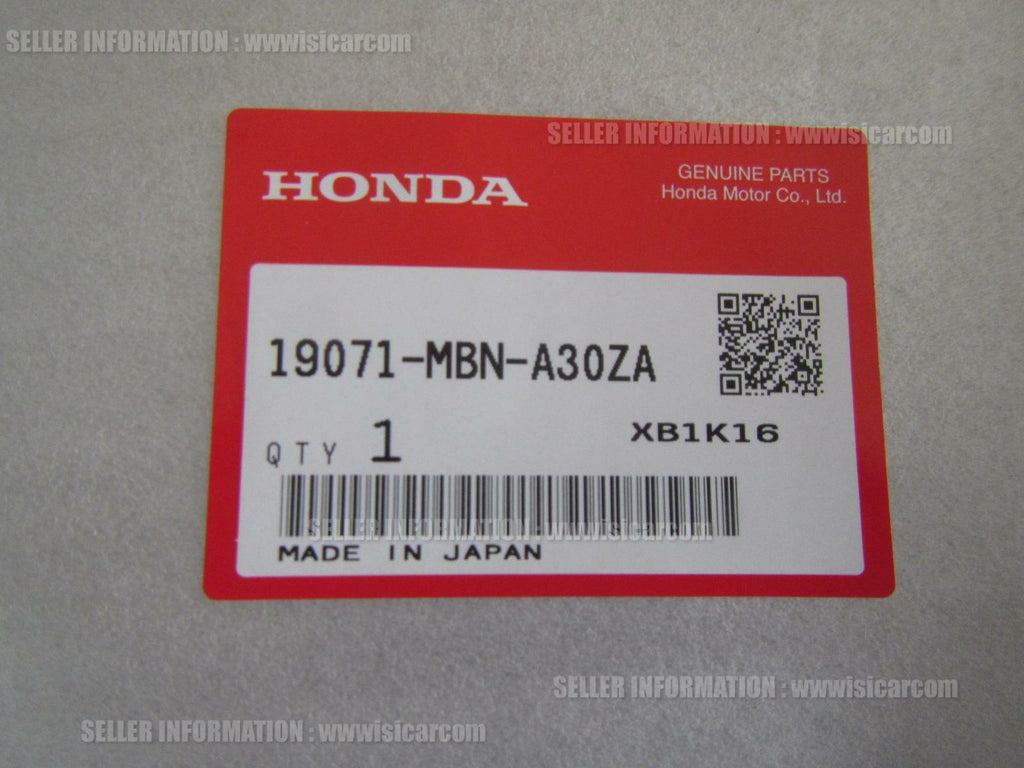 SELLER INFORMATION : wwwisicarcom
SELLER INFORMATION : wwwisicarcom
HONDA
GENUINE PARTS
Honda Motor Co., Ltd.
19071-MBN-A30ZA
XB1K16
QTY 1
SELLER INFORMATION : wwwisicarcom
MADE IN JAPAN
SELLER INFORMATION : wwwisicarcom
SELLER INFORMATION : wwwisicarcom